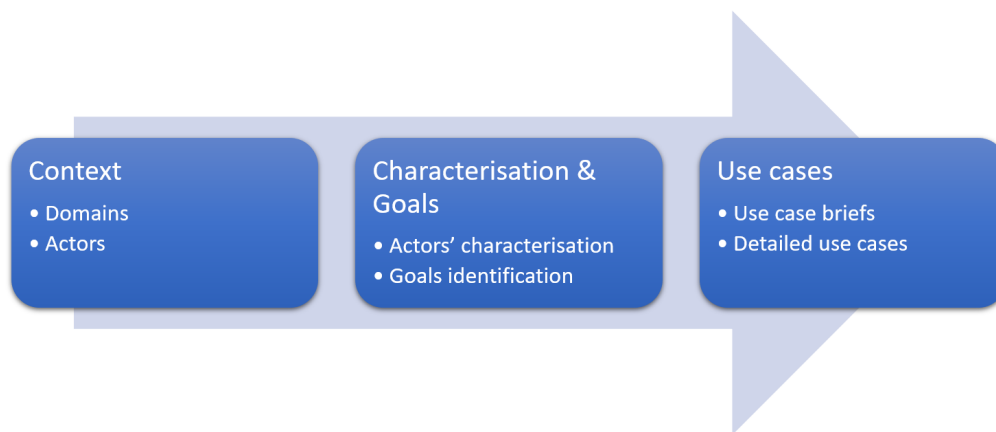 Context
• Domains
• Actors
Characterisation &
Goals
• Actors’ characterisation
• Goals identification
Use cases
• Use case briefs
• Detailed use cases